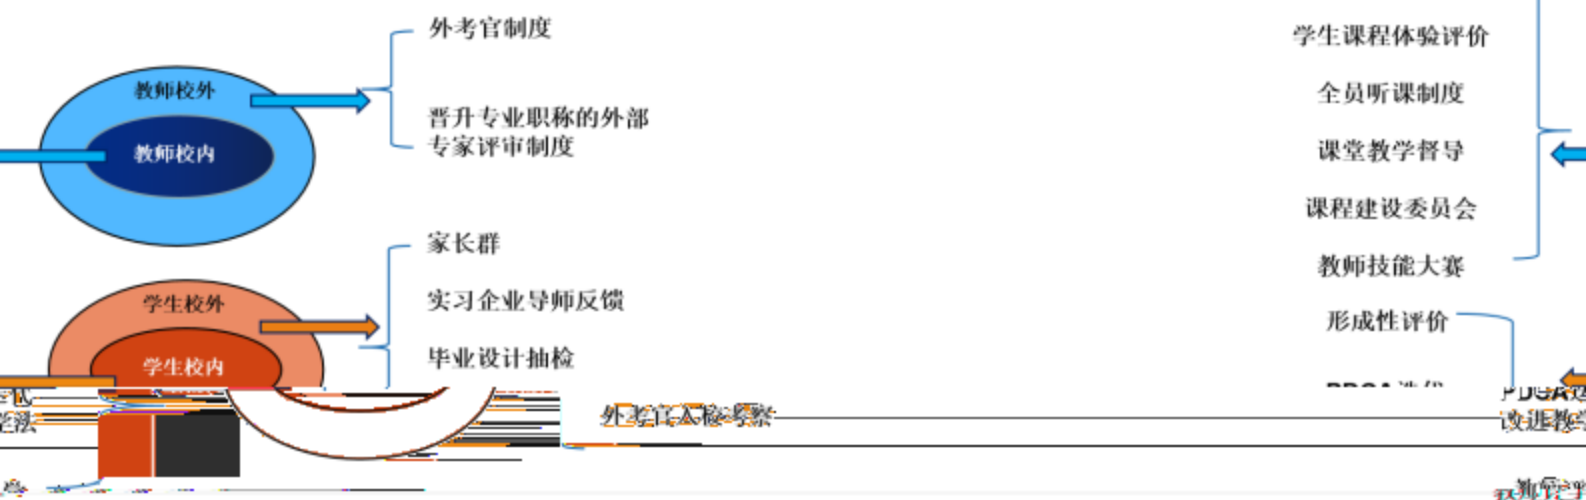 外考官制度
教师校外
晋升专业职称的外部
专家评审制度
教师校内
家长群
学生校外
实习企业导师反馈
毕业设计抽检
学生校内
外考官入校考察
学生课程体验评价
全员听课制度
课堂教学督导
课程建设委员会
教师技能大赛
形成性评价
改进教学